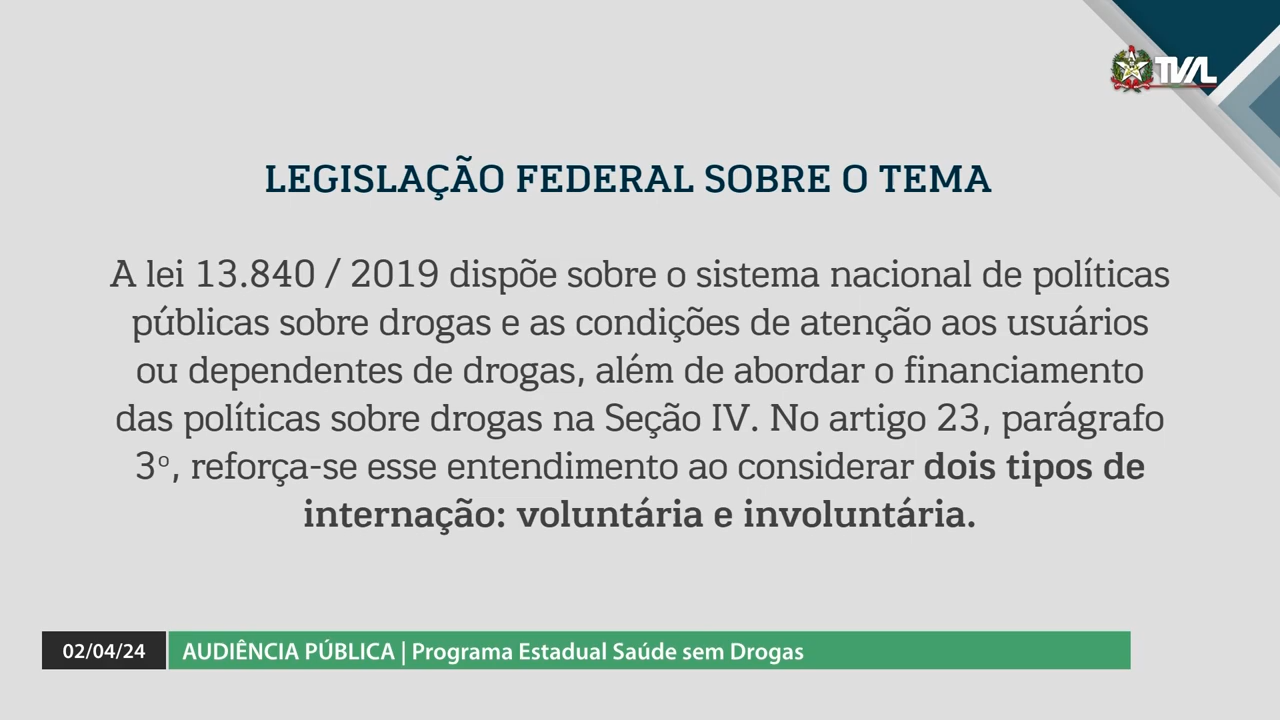 TVAL
LEGISLAÇÃO FEDERAL SOBRE O TEMA
A lei 13.840 / 2019 dispõe sobre o sistema nacional de políticas
públicas sobre drogas e as condições de atenção aos usuários
ou dependentes de drogas, além de abordar o financiamento
das políticas sobre drogas na Seção IV. No artigo 23, parágrafo
3º, reforça-se esse entendimento ao considerar dois tipos de
internação: voluntária e involuntária.
02/04/24 AUDIÊNCIA PÚBLICA | Programa Estadual Saúde sem Drogas